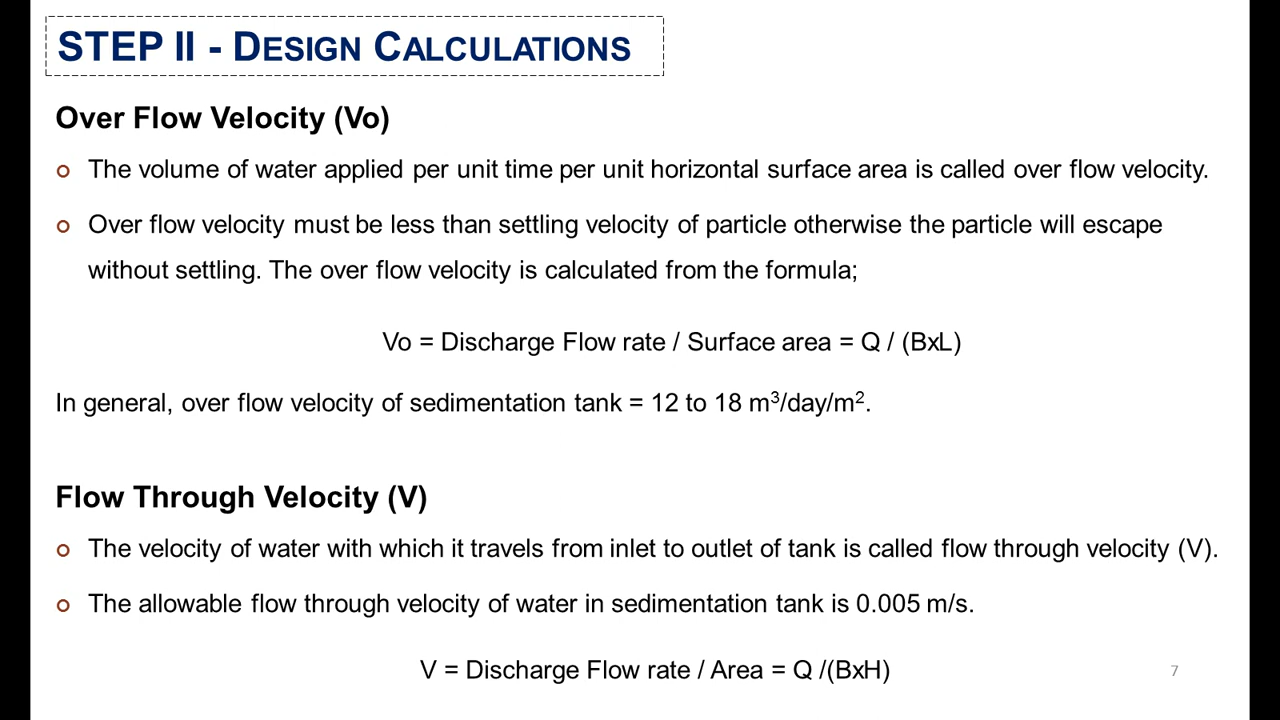 STEP II - DESIGN CALCULATIONS
Over Flow Velocity (Vo)
The volume of water applied per unit time per unit horizontal surface area is called over flow velocity.
Over flow velocity must be less than settling velocity of particle otherwise the particle will escape
without settling. The over flow velocity is calculated from the formula;
Vo = Discharge Flow rate / Surface area = Q / (BxL)
In general, over flow velocity of sedimentation tank = 12 to 18 m³/day/m².
Flow Through Velocity (V)
The velocity of water with which it travels from inlet to outlet of tank is called flow through velocity (V).
The allowable flow through velocity of water in sedimentation tank is 0.005 m/s.
V = Discharge Flow rate / Area = Q /(BxH)
7